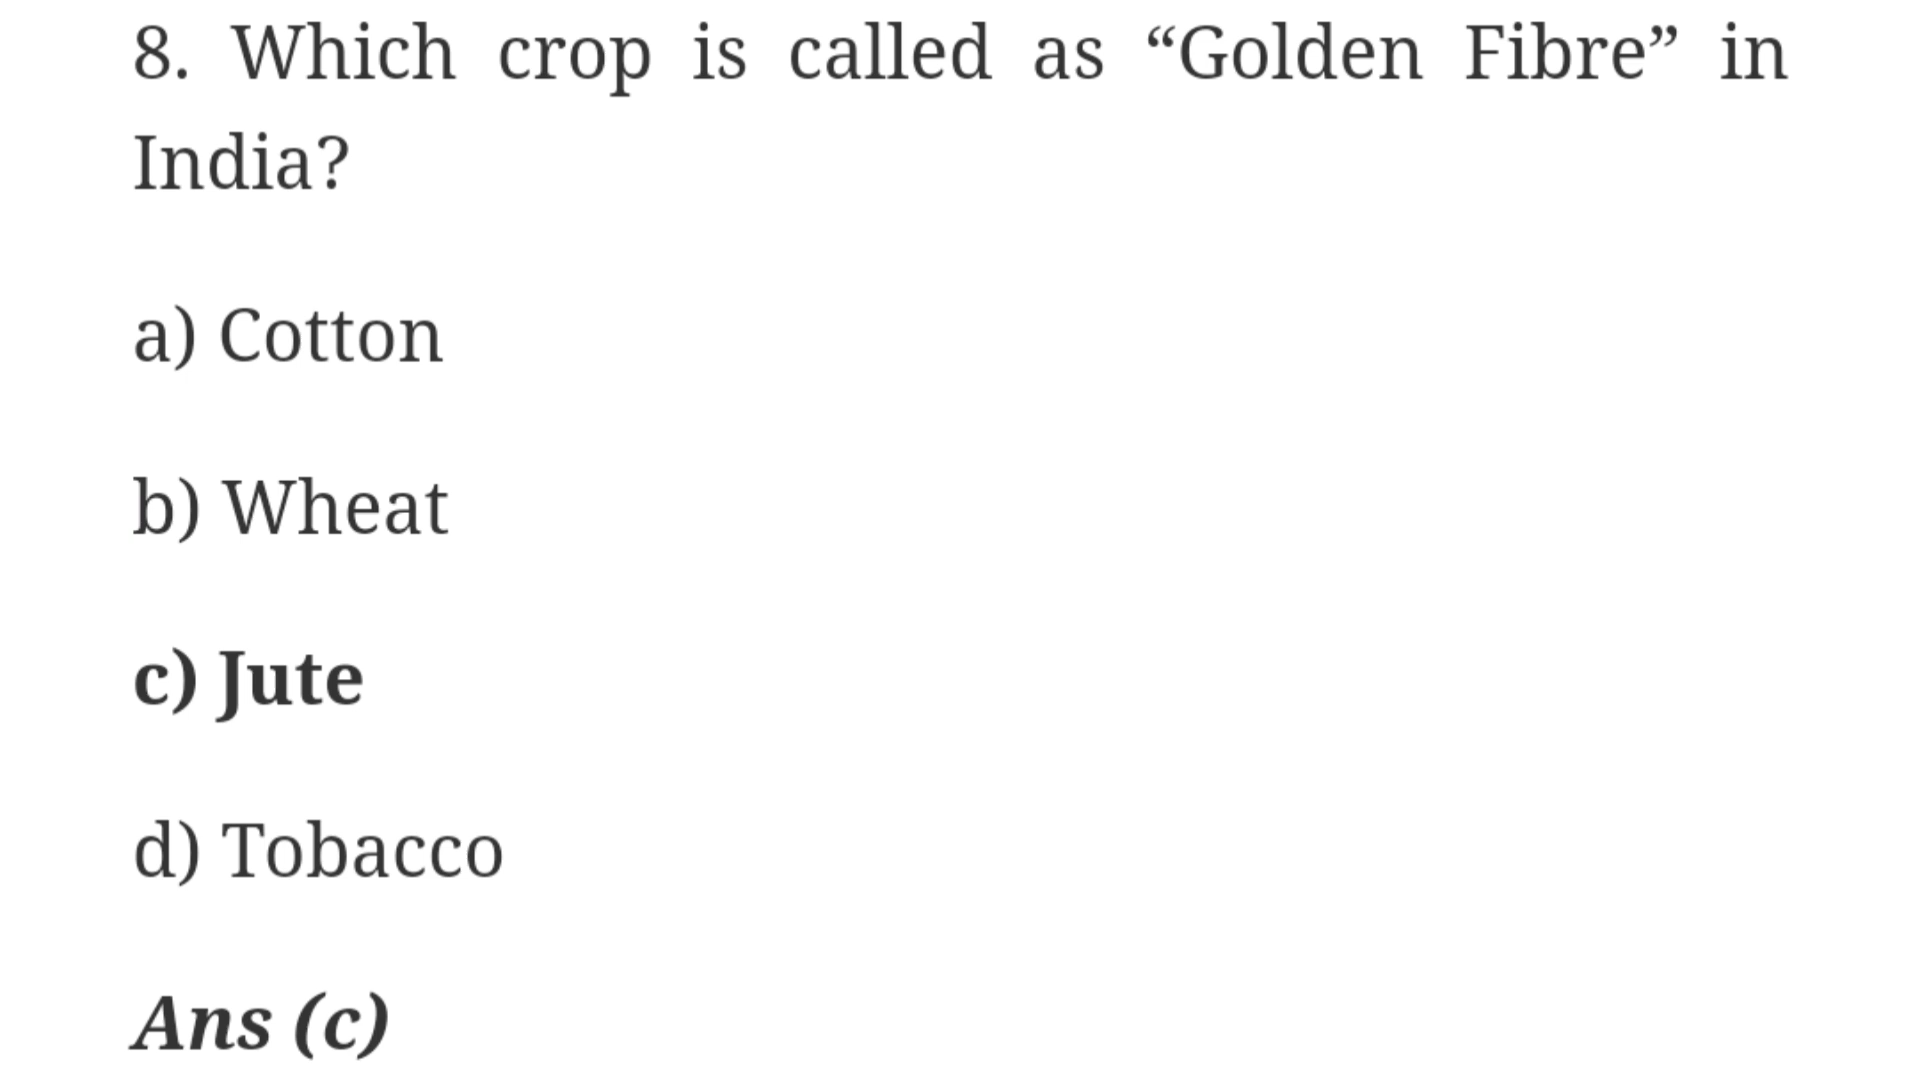 8. Which crop is called as “Golden Fibre” in
India?
a) Cotton
b) Wheat
c) Jute
d) Tobacco
Ans (c)